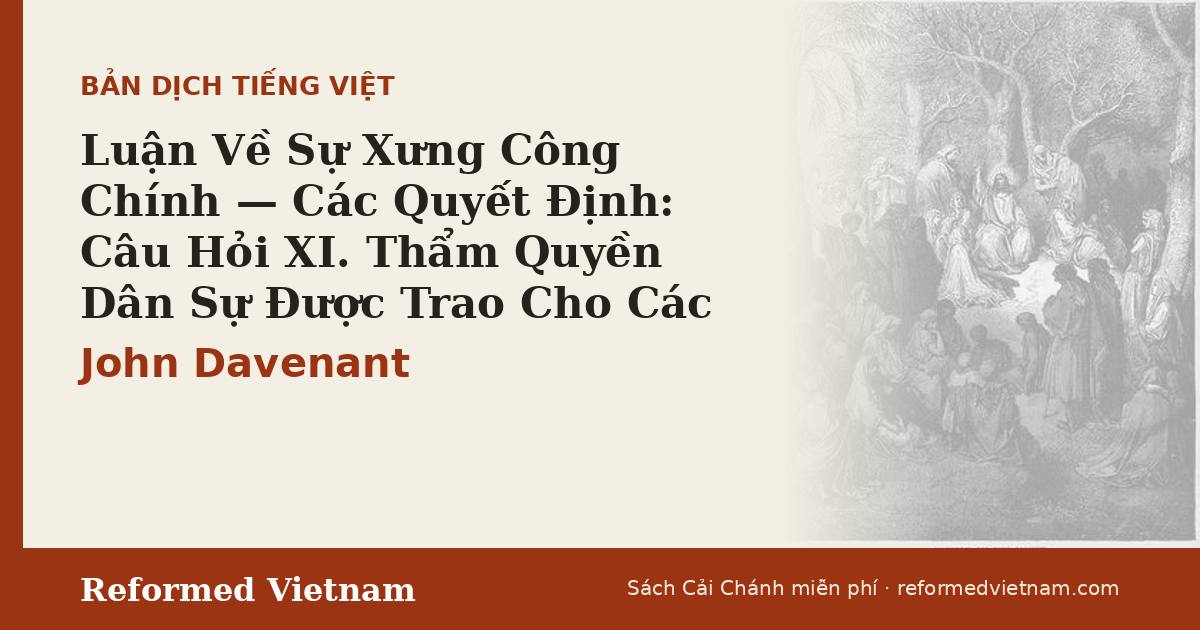 BẢN DỊCH TIẾNG VIỆT
Luận Về Sự Xưng Công
Chính — Các Quyết Định:
Câu Hỏi XI. Thẩm Quyền
Dân Sự Được Trao Cho Các
John Davenant
Reformed Vietnam
Sách Cải Chánh miễn phí · reformedvietnam.com